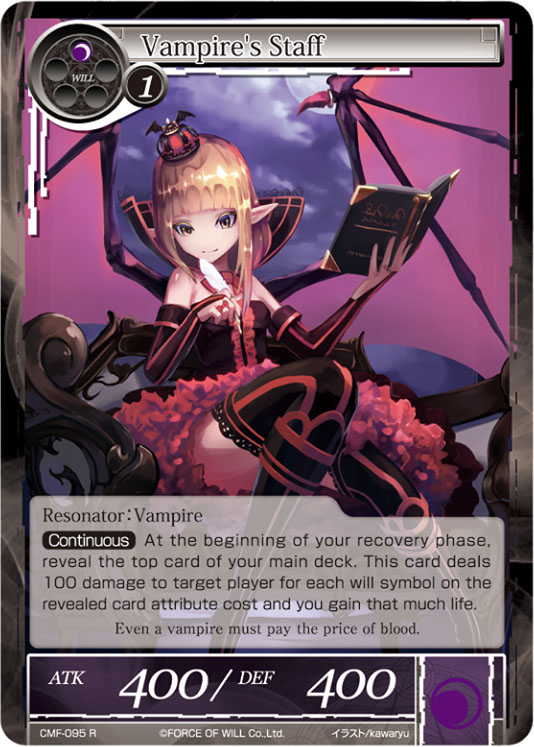 Vampire's Staff
WILL
1
Resonator:Vampire
Continuous At the beginning of your recovery phase,
reveal the top card of your main deck. This card deals
100 damage to target player for each will symbol on the
revealed card attribute cost and you gain that much life.
Even a vampire must pay the price of blood.
ATK 400/ DEF 400
CMF-095 R ©FORCE OF WILL Co.,Ltd. イラスト/kawaryu